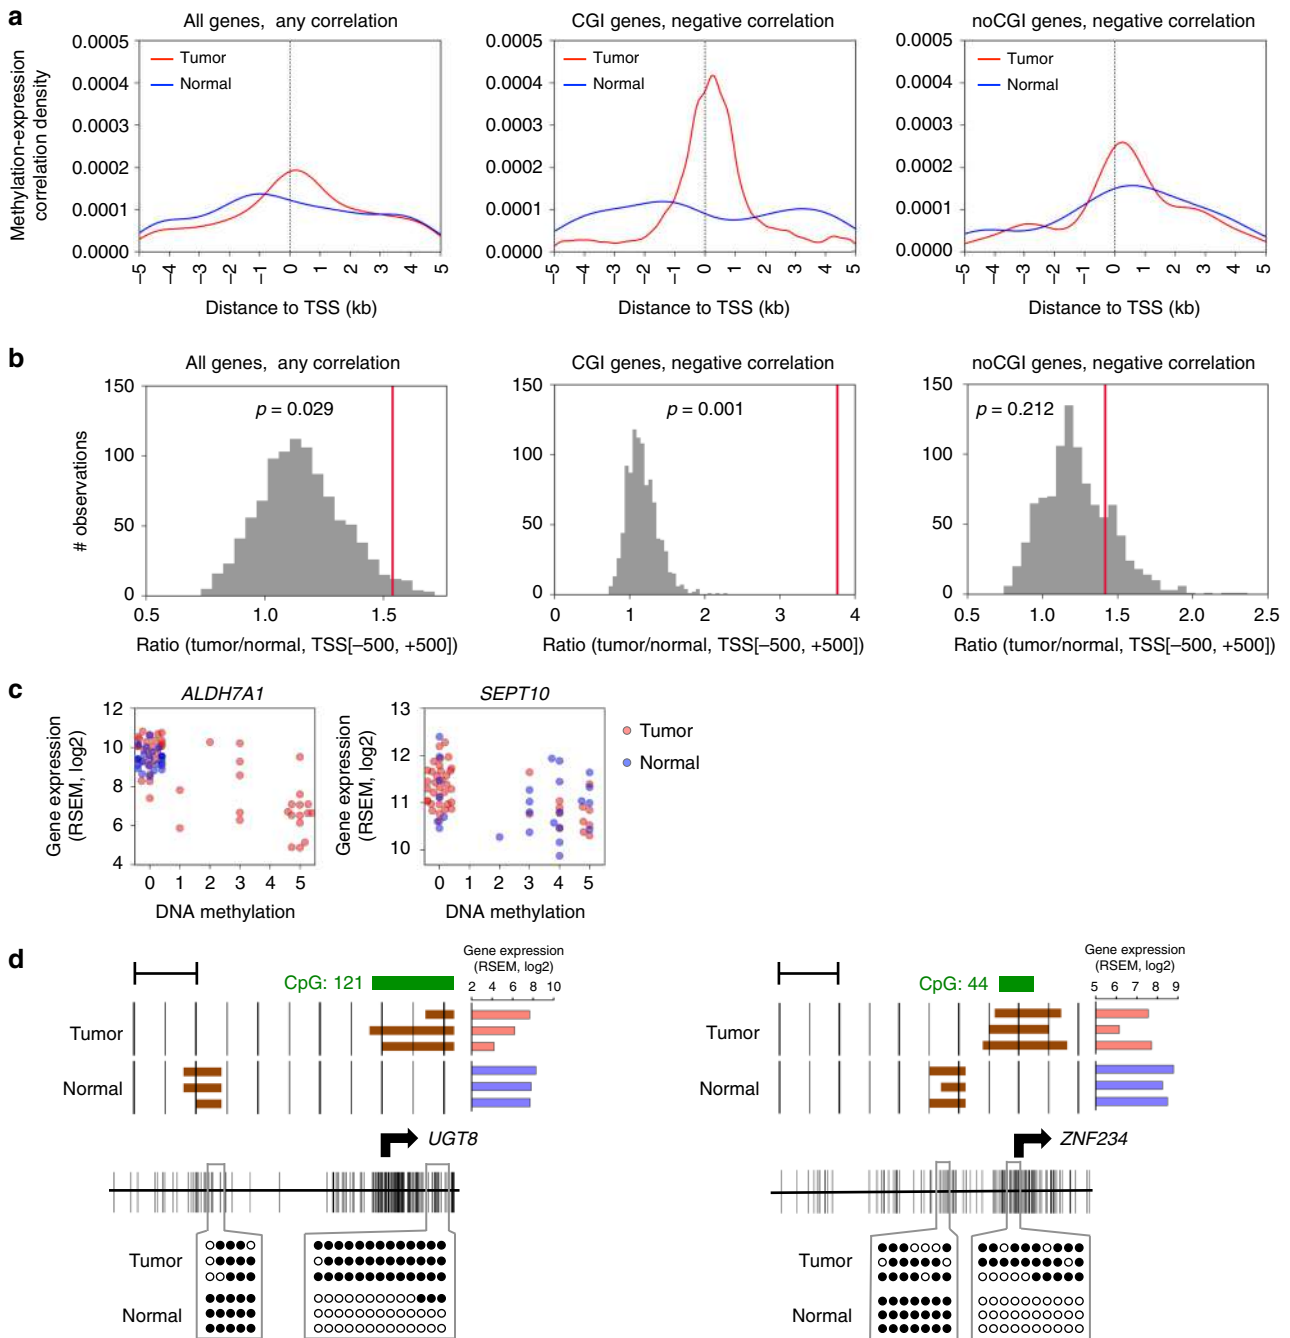 a
All genes, any correlation
CGI genes, negative correlation
noCGI genes, negative correlation
Methylation-expression
correlation density
0.0005
0.0004
0.0003
0.0002
0.0001
0.0000
Tumor
Normal
–5 –4 –3 –2 –1 0 1 2 3 4 5
Distance to TSS (kb)
0.0005
0.0004
0.0003
0.0002
0.0001
0.0000
Tumor
Normal
–5 –4 –3 –2 –1 0 1 2 3 4 5
Distance to TSS (kb)
0.0005
0.0004
0.0003
0.0002
0.0001
0.0000
Tumor
Normal
–5 –4 –3 –2 –1 0 1 2 3 4 5
Distance to TSS (kb)
b
All genes, any correlation
CGI genes, negative correlation
noCGI genes, negative correlation
# observations
150
100
50
0
p = 0.029
0.5 1.0 1.5
Ratio (tumor/normal, TSS[–500, +500])
150
100
50
0
p = 0.001
0 1 2 3 4
Ratio (tumor/normal, TSS[–500, +500])
150
100
50
0
p = 0.212
0.5 1.0 1.5 2.0 2.5
Ratio (tumor/normal, TSS[–500, +500])
c
ALDH7A1
Gene expression
(RSEM, log2)
12
10
8
6
4
0 1 2 3 4 5
DNA methylation
SEPT10
Gene expression
(RSEM, log2)
13
12
11
10
0 1 2 3 4 5
DNA methylation
Tumor
Normal
d
CpG: 121
Gene expression
(RSEM, log2)
2 4 6 8 10
Tumor
Normal
UGT8
Tumor
Normal
CpG: 44
Gene expression
(RSEM, log2)
5 6 7 8 9
Tumor
Normal
ZNF234
Tumor
Normal